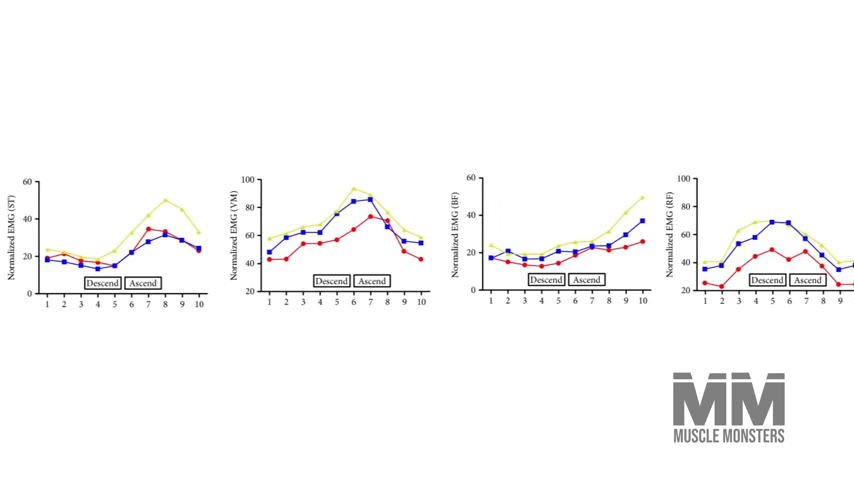 Normalized EMG (ST)
60
40
20
0
Descend Ascend
1 2 3 4 5 6 7 8 9 10
Normalized EMG (VM)
100
80
60
40
20
Descend Ascend
1 2 3 4 5 6 7 8 9 10
Normalized EMG (BF)
60
40
20
0
Descend Ascend
2 3 4 5 6 7 8 9 10
Normalized EMG (RF)
100
80
60
40
20
Descend Ascend
1 2 3 4 5 6 7 8 9
MM
MUSCLE MONSTERS